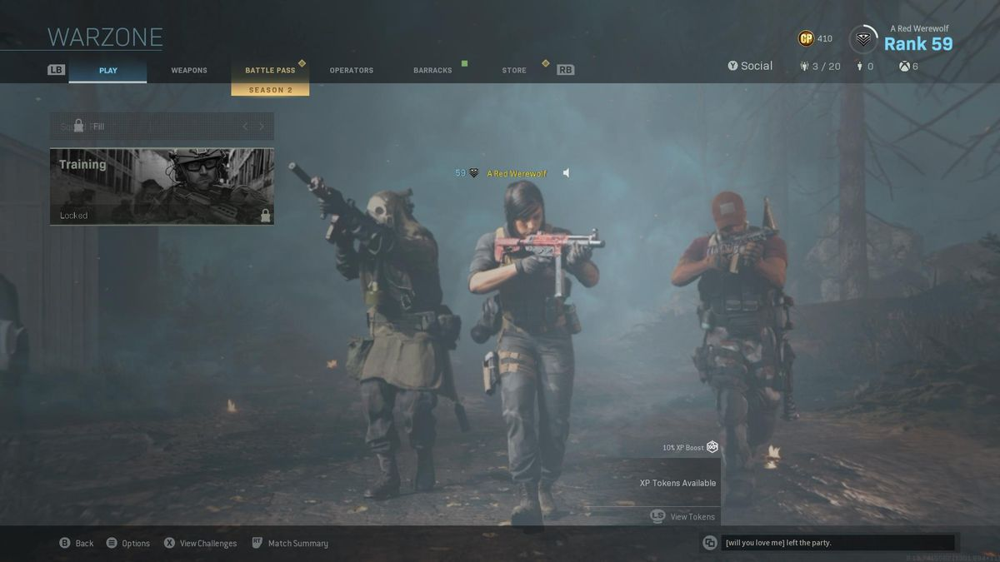 WARZONE
CP 410
A Red Werewolf
Rank 59
LB PLAY WEAPONS BATTLE PASS OPERATORS BARRACKS STORE RB
Y Social 3 / 20 0 6
SEASON 2
Fill
Training
Locked
59 A Red Werewolf
10% XP Boost
XP Tokens Available
LS View Tokens
B Back Options X View Challenges RT Match Summary
[will you love me] left the party.